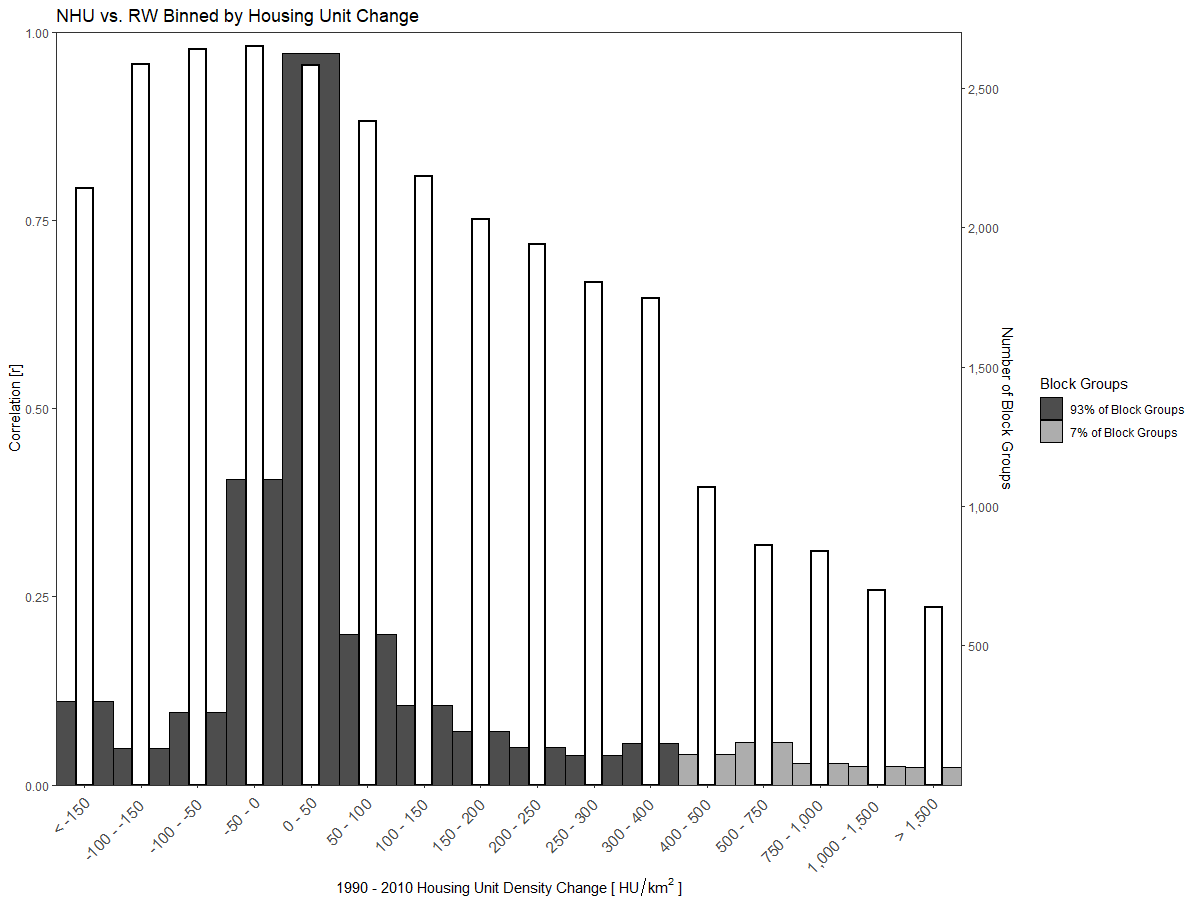 NHU vs. RW Binned by Housing Unit Change
1.00
0.75
0.50
0.25
0.00
Correlation [r]
2,500
2,000
1,500
1,000
500
Number of Block Groups
< -150
-100 - -150
-100 - -50
-50 - 0
0 - 50
50 - 100
100 - 150
150 - 200
200 - 250
250 - 300
300 - 400
400 - 500
500 - 750
750 - 1,000
1,000 - 1,500
> 1,500
1990 - 2010 Housing Unit Density Change [ HU/km² ]
Block Groups
93% of Block Groups
7% of Block Groups